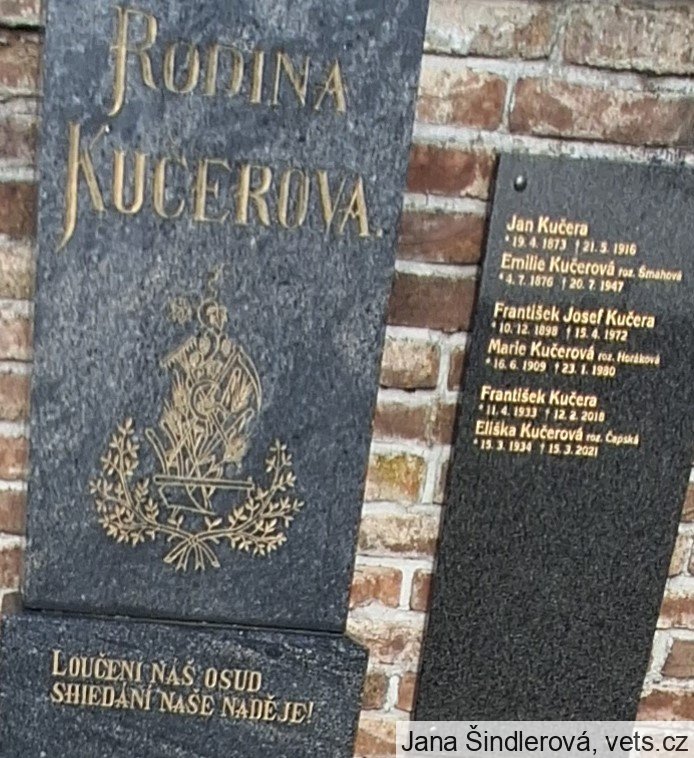 RODINA
KUČEROVA
LOUČENÍ NÁŠ OSUD
SHIEDÁNÍ NAŠE NADĚJE!
Jan Kučera
* 19. 4. 1873 † 21. 5. 1916
Emilie Kučerová roz. Šmahová
* 4. 7. 1876 † 20. 7. 1947
František Josef Kučera
* 10. 12. 1898 † 15. 4. 1972
Marie Kučerová roz. Horáková
* 16. 6. 1909 † 23. 1. 1980
František Kučera
* 11. 4. 1933 † 12. 2. 2018
Eliška Kučerová roz. Čapská
* 15. 3. 1934 † 15. 3. 2021
Jana Šindlerová, vets.cz